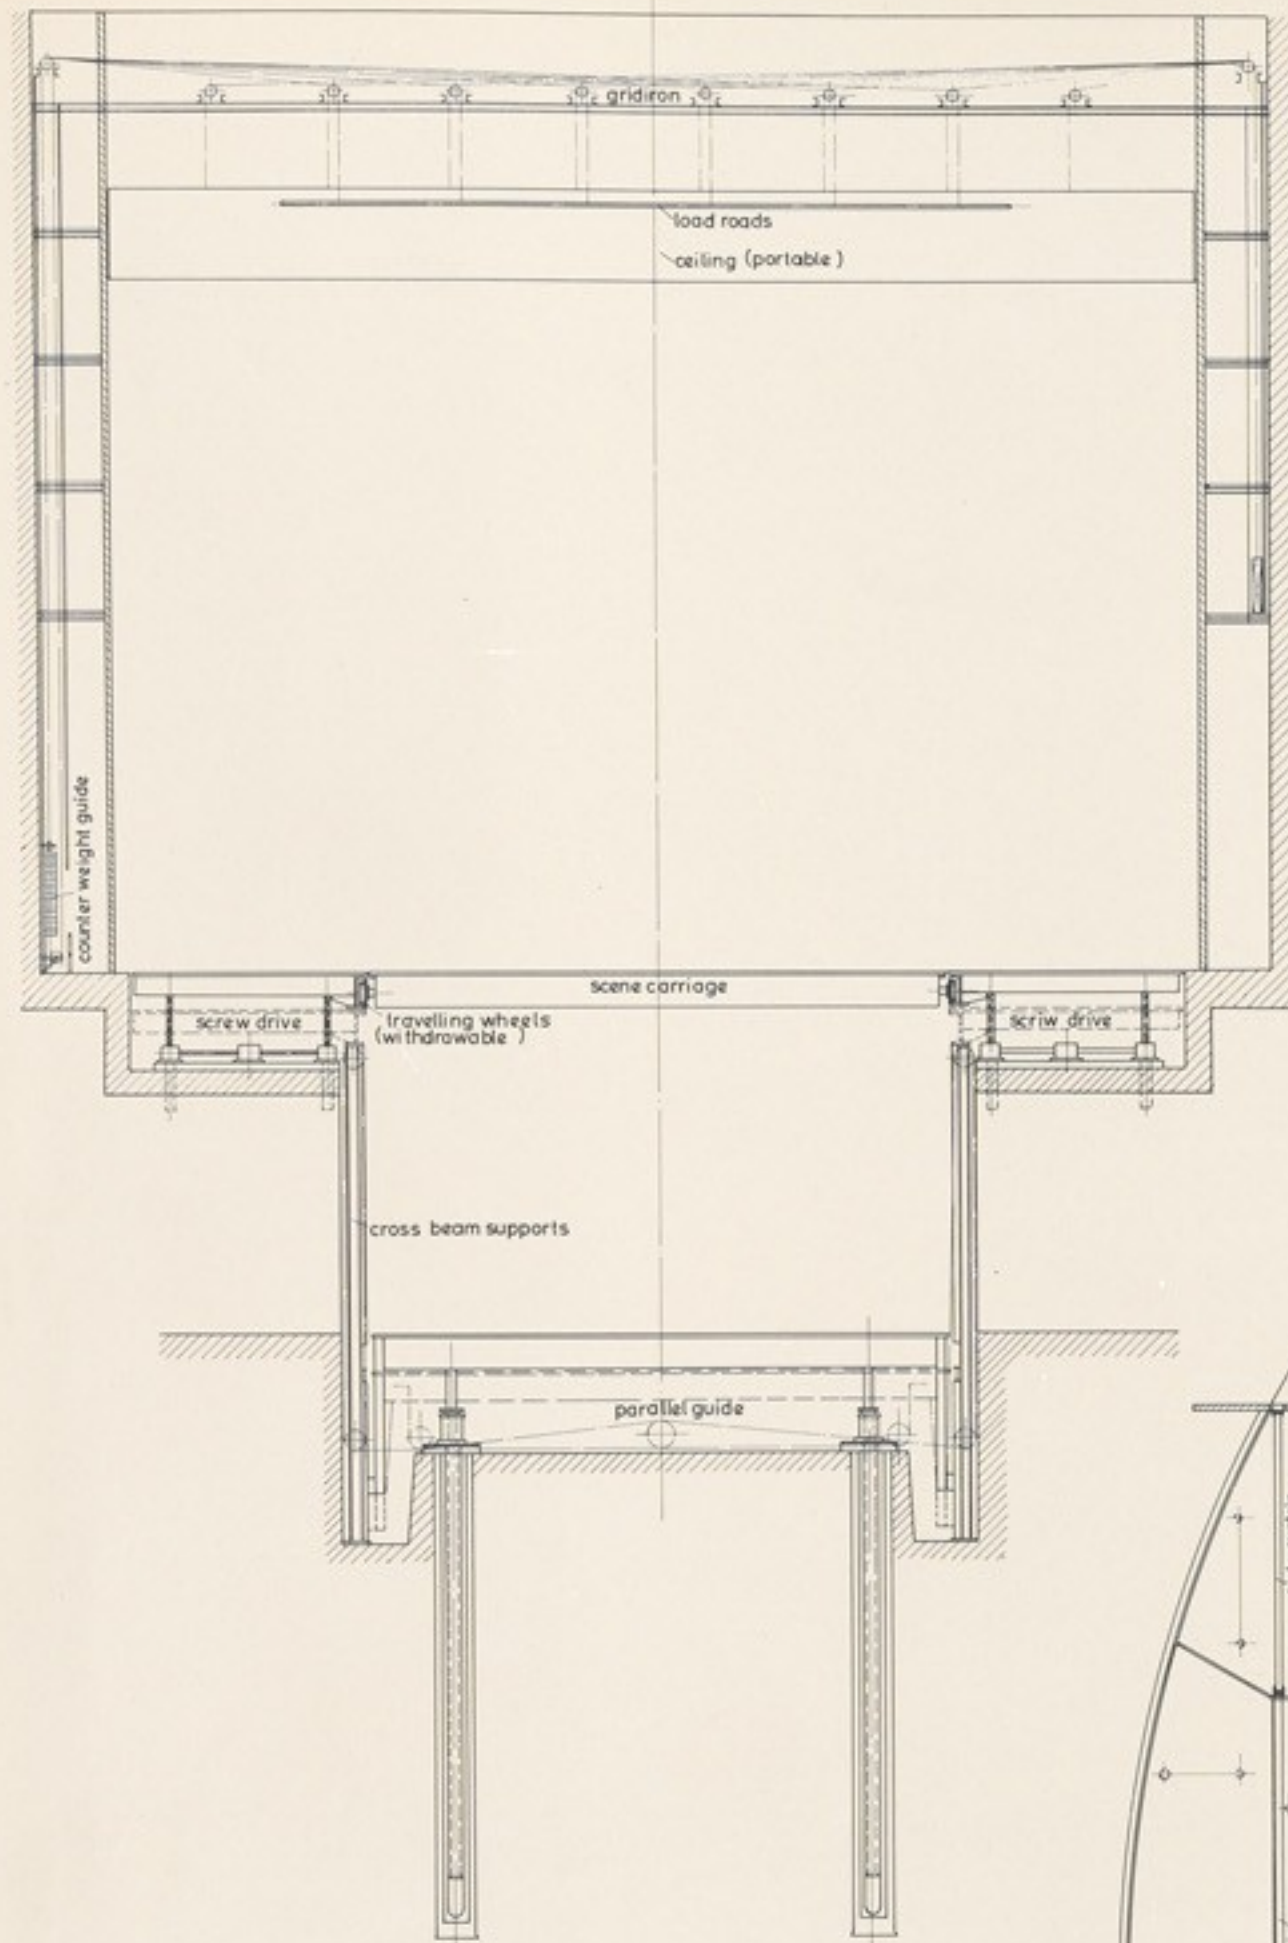 gridiron
load roads
ceiling (portable)
counter weight guide
scene carriage
screw drive
travelling wheels
(withdrawable)
scriw drive
cross beam supports
parallel guide